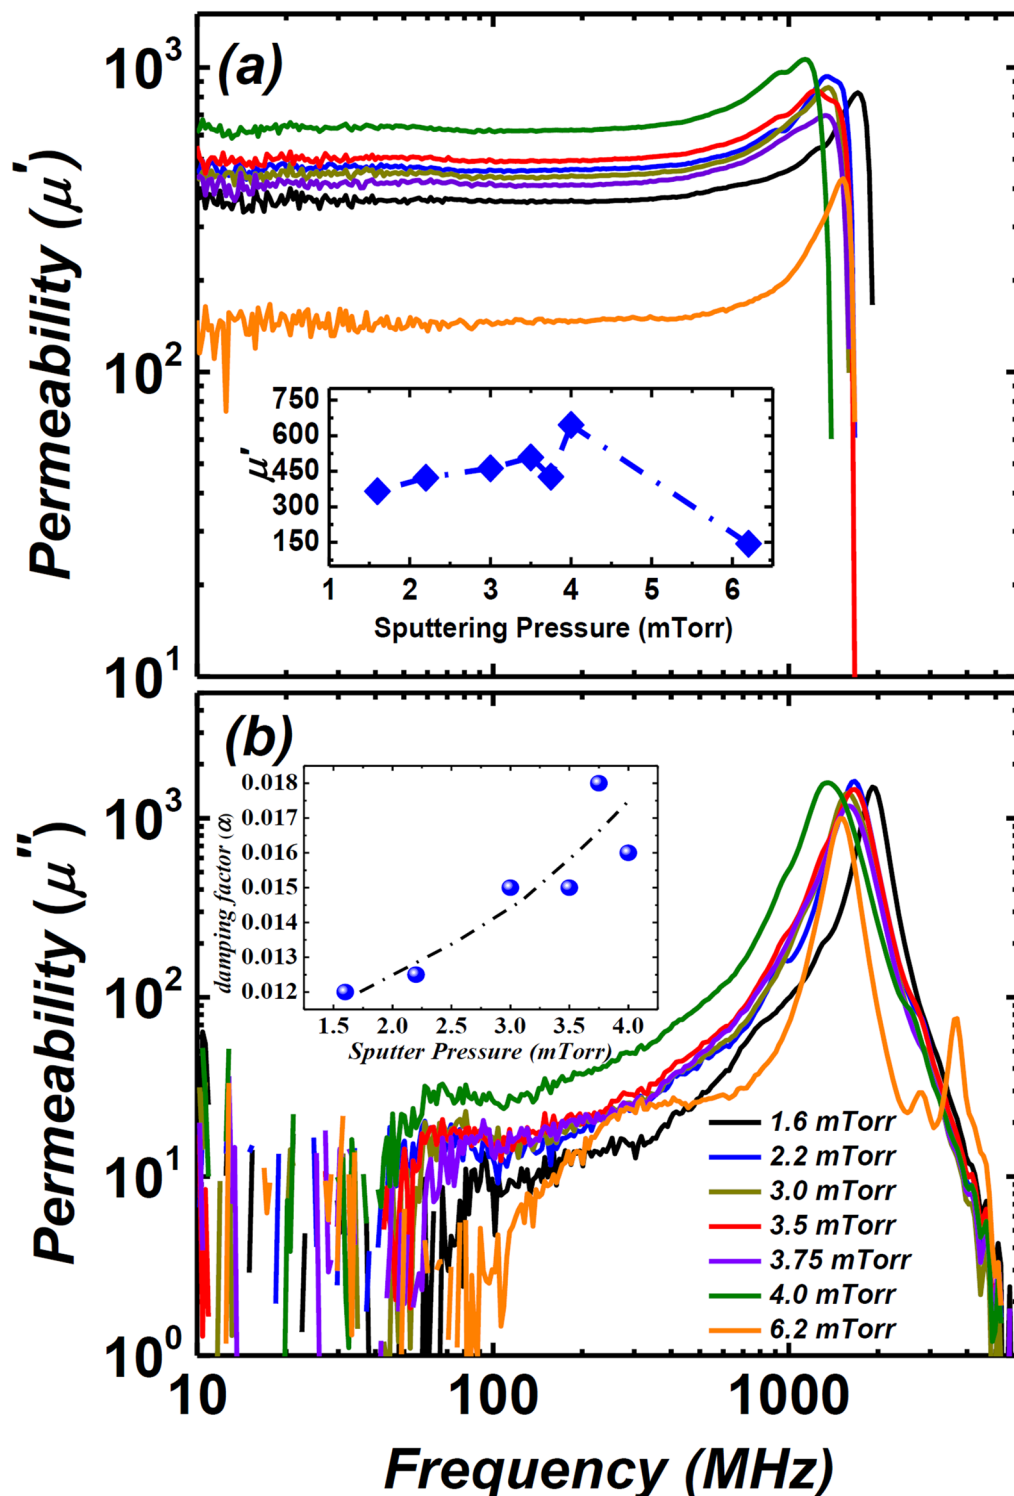 (a)
10³
10²
10¹
Permeability (μ')
750
600
450
300
150
μ'
1 2 3 4 5 6
Sputtering Pressure (mTorr)
(b)
10³
10²
10¹
10⁰
Permeability (μ'')
0.018
0.017
0.016
0.015
0.014
0.013
0.012
damping factor (α)
1.5 2.0 2.5 3.0 3.5 4.0
Sputter Pressure (mTorr)
1.6 mTorr
2.2 mTorr
3.0 mTorr
3.5 mTorr
3.75 mTorr
4.0 mTorr
6.2 mTorr
10 100 1000
Frequency (MHz)